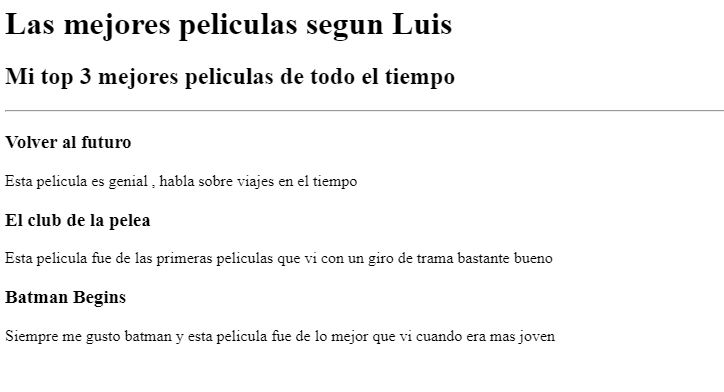 Las mejores peliculas segun Luis
Mi top 3 mejores peliculas de todo el tiempo
Volver al futuro
Esta pelicula es genial , habla sobre viajes en el tiempo
El club de la pelea
Esta pelicula fue de las primeras peliculas que vi con un giro de trama bastante bueno
Batman Begins
Siempre me gusto batman y esta pelicula fue de lo mejor que vi cuando era mas joven